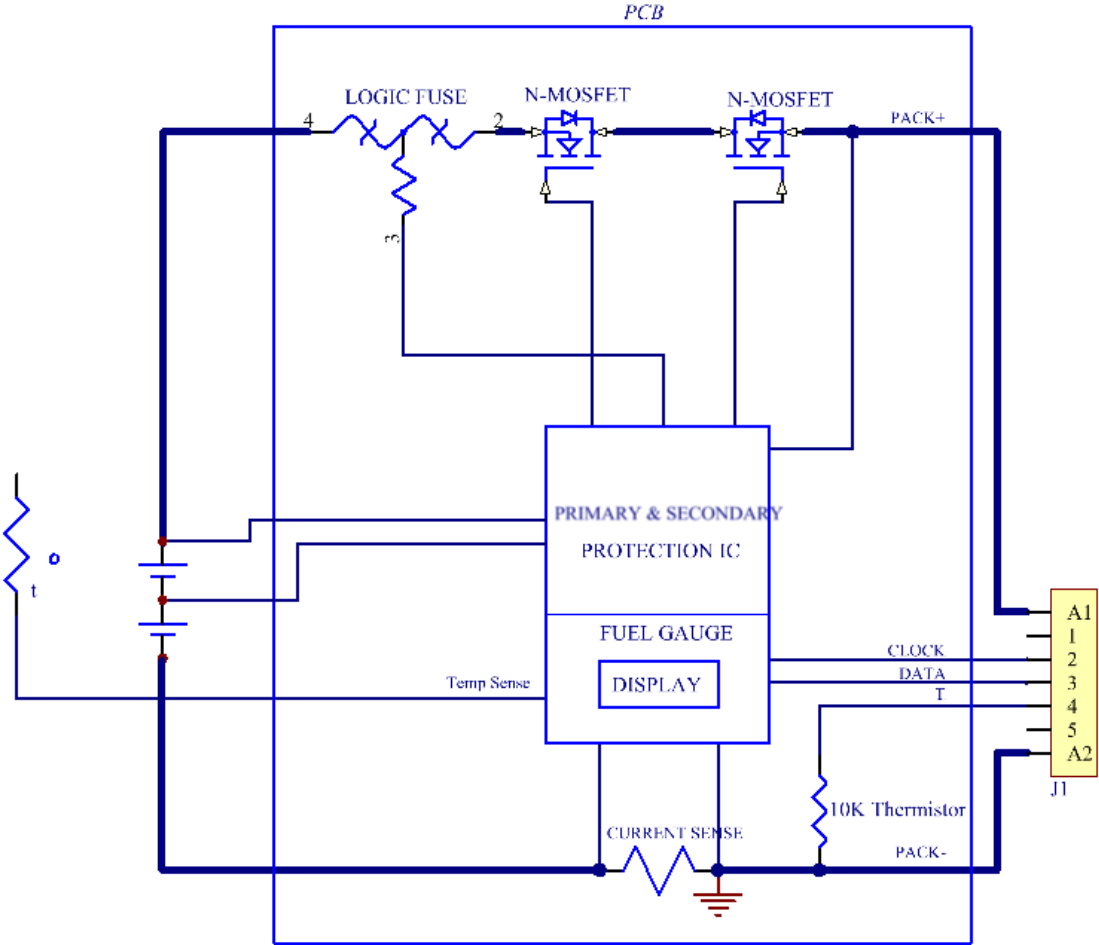 PCB
LOGIC FUSE
N-MOSFET
N-MOSFET
4
2
PACK+
3
PRIMARY & SECONDARY
PROTECTION IC
t
o
FUEL GAUGE
DISPLAY
Temp Sense
CLOCK
DATA
T
A1
1
2
3
4
5
A2
J1
10K Thermistor
CURRENT SENSE
PACK-